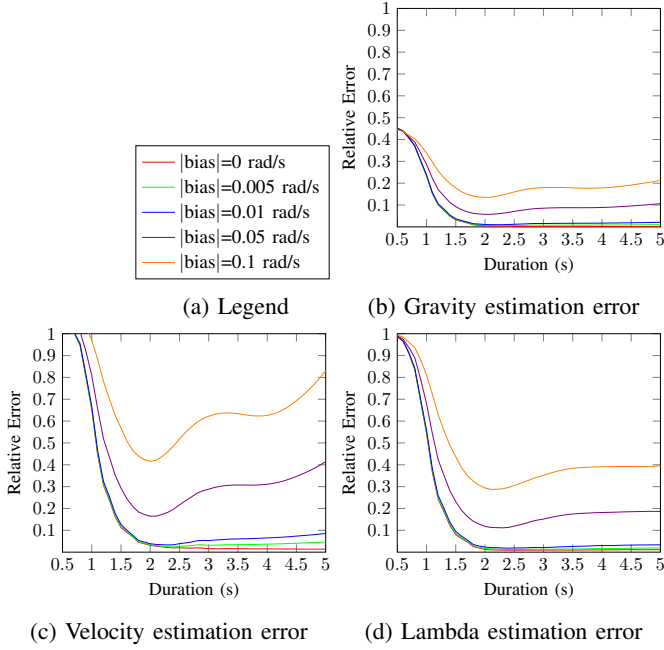 |bias|=0 rad/s
|bias|=0.005 rad/s
|bias|=0.01 rad/s
|bias|=0.05 rad/s
|bias|=0.1 rad/s
(a) Legend
1
0.9
0.8
0.7
0.6
0.5
0.4
0.3
0.2
0.1
Relative Error
0.5 1 1.5 2 2.5 3 3.5 4 4.5 5
Duration (s)
(b) Gravity estimation error
1
0.9
0.8
0.7
0.6
0.5
0.4
0.3
0.2
0.1
Relative Error
0.5 1 1.5 2 2.5 3 3.5 4 4.5 5
Duration (s)
(c) Velocity estimation error
1
0.9
0.8
0.7
0.6
0.5
0.4
0.3
0.2
0.1
Relative Error
0.5 1 1.5 2 2.5 3 3.5 4 4.5 5
Duration (s)
(d) Lambda estimation error